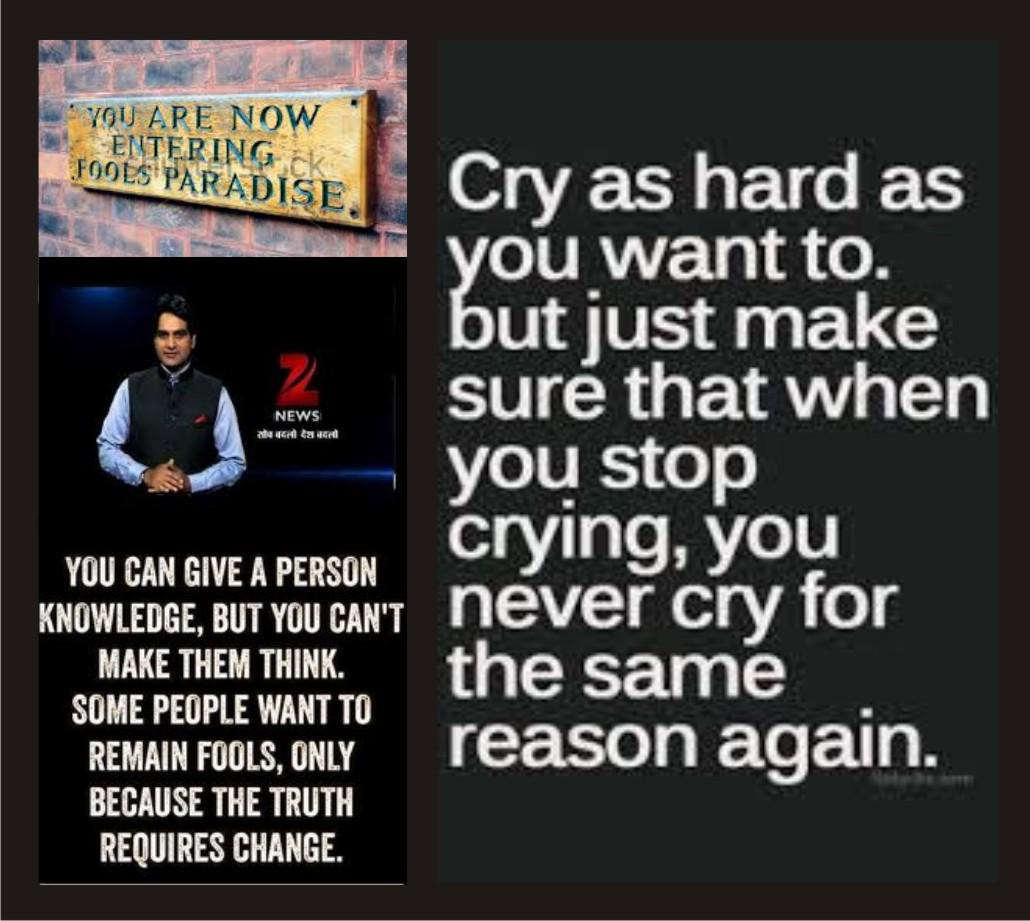 YOU ARE NOW
ENTERING
FOOLS PARADISE
Z
NEWS
सोच बदलो देश बदलो
YOU CAN GIVE A PERSON
KNOWLEDGE, BUT YOU CAN'T
MAKE THEM THINK.
SOME PEOPLE WANT TO
REMAIN FOOLS, ONLY
BECAUSE THE TRUTH
REQUIRES CHANGE.
Cry as hard as
you want to.
but just make
sure that when
you stop
crying, you
never cry for
the same
reason again.